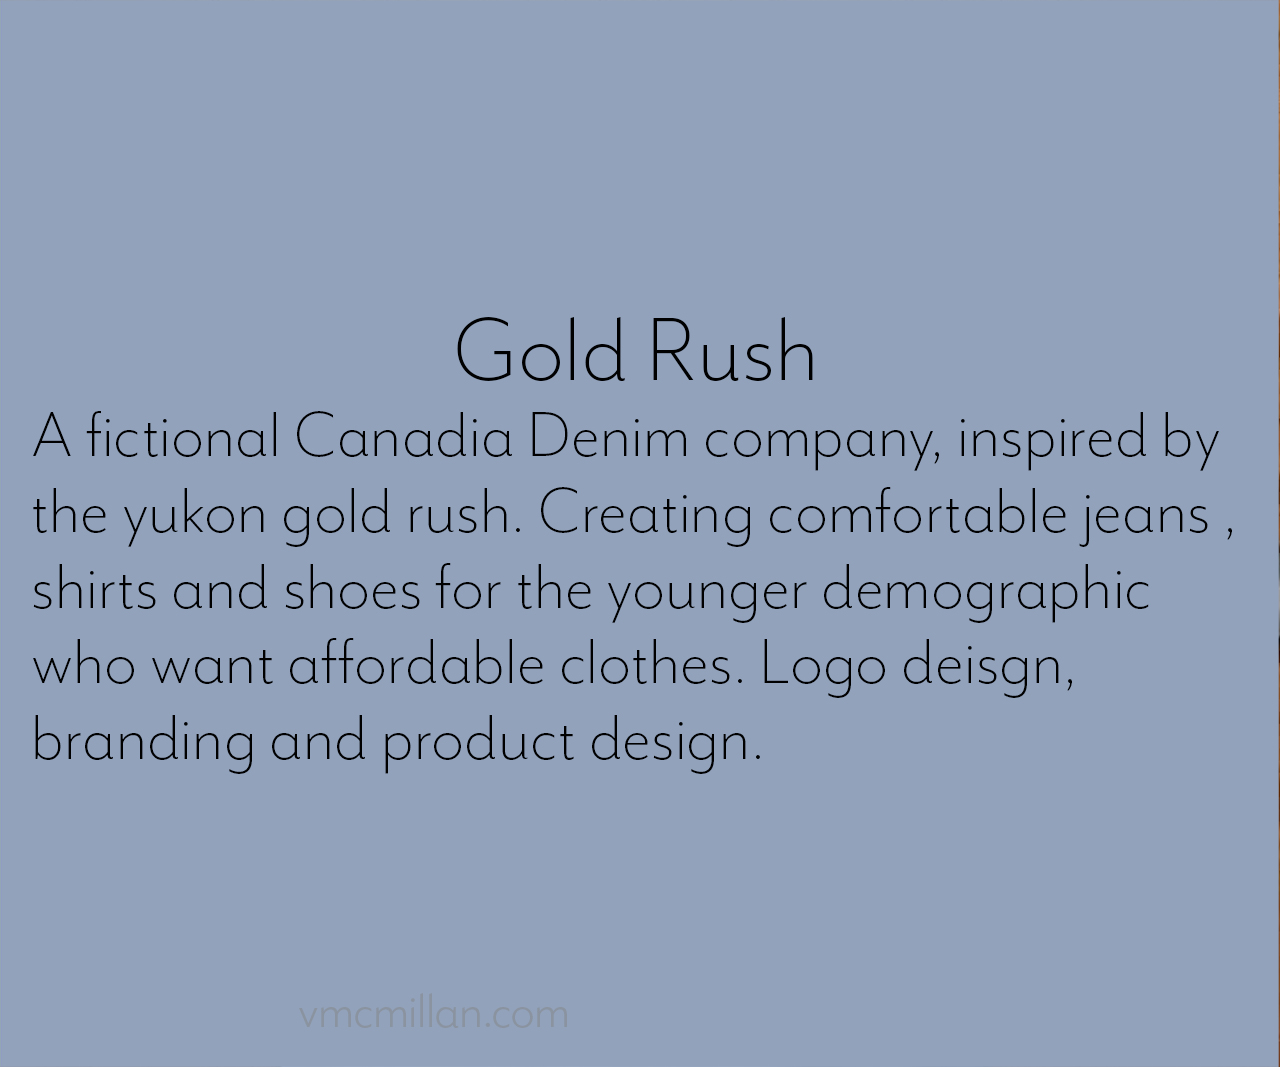 Gold Rush
A fictional Canadia Denim company, inspired by
the yukon gold rush. Creating comfortable jeans ,
shirts and shoes for the younger demographic
who want affordable clothes. Logo deisgn,
branding and product design.
vmcmillan.com